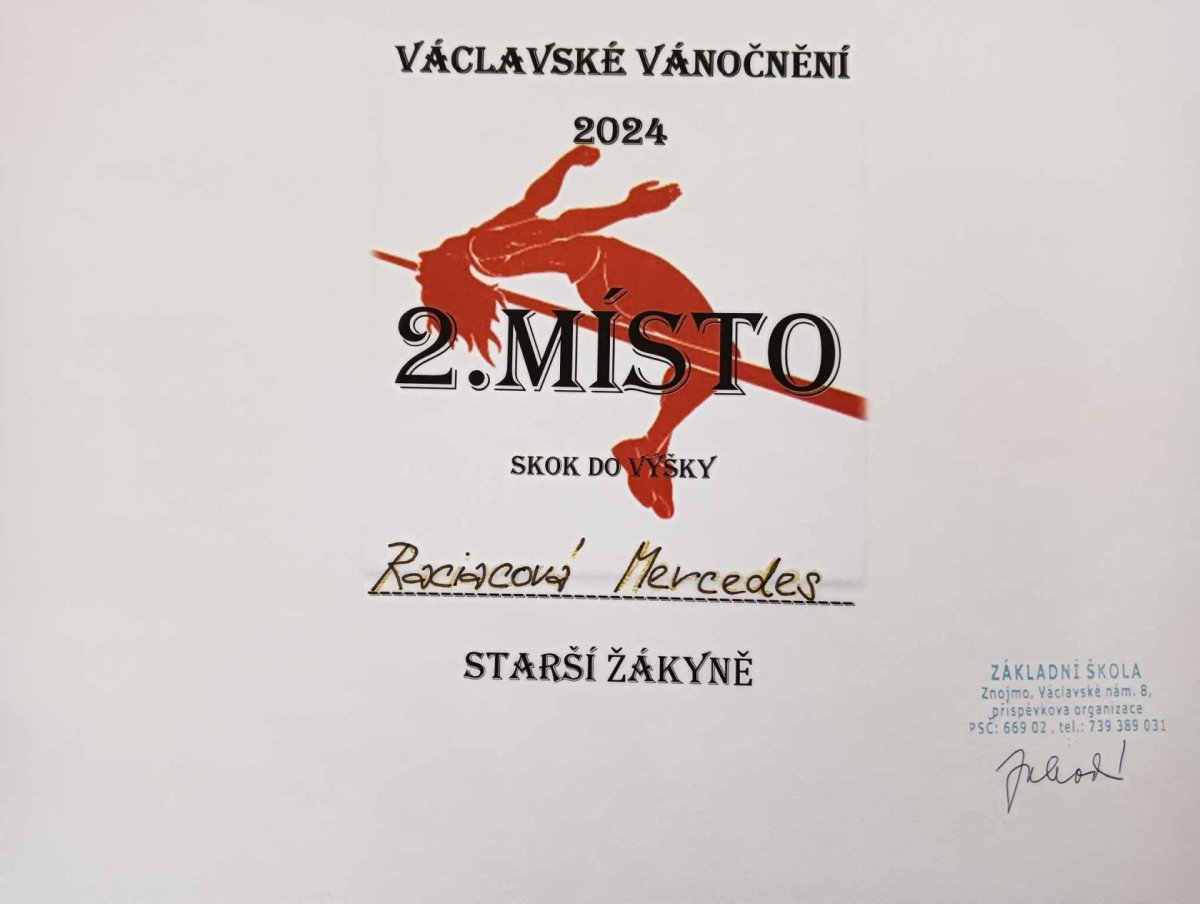 VÁCLAVSKÉ VÁNOČNĚNÍ
2024
2.MÍSTO
SKOK DO VÝŠKY
Raciacová Mercedes
STARŠÍ ŽÁKYNĚ
ZÁKLADNÍ ŠKOLA
Znojmo, Václavské nám. 8,
příspěvkova organizace
PSČ: 669 02 , tel.: 739 389 031